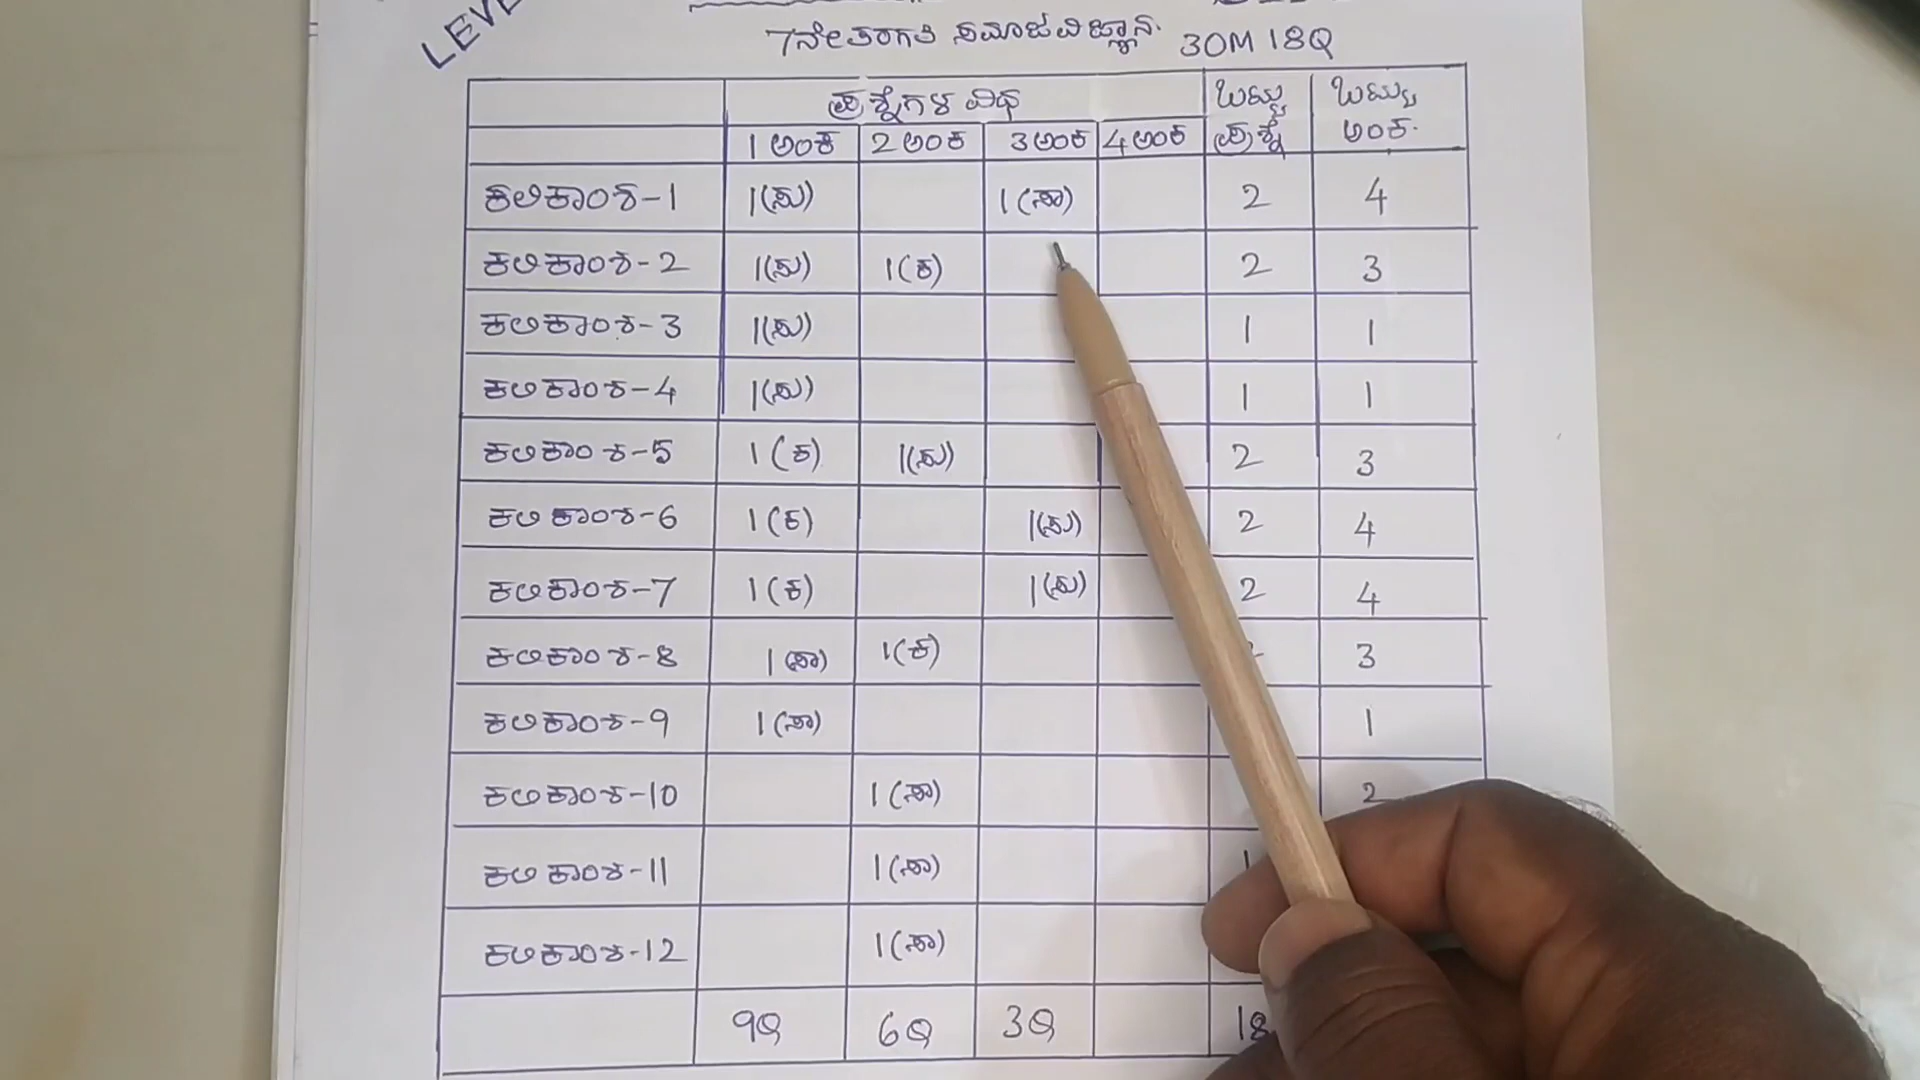 LEVE
7ನೇ ತರಗತಿ ಸಮಾಜ ವಿಜ್ಞಾನ. 30M 18Q
ಪ್ರಶ್ನೆಗಳ ವಿಧ ಒಟ್ಟು ಪ್ರಶ್ನೆ ಒಟ್ಟು ಅಂಕ.
1 ಅಂಕ 2 ಅಂಕ 3 ಅಂಕ 4 ಅಂಕ
ಕಲಿಕಾಂಶ-1 1(ಸು) 1(ಸಾ) 2 4
ಕಲಿಕಾಂಶ-2 1(ಸು) 1(ಕ) 2 3
ಕಲಿಕಾಂಶ-3 1(ಸು) 1 1
ಕಲಿಕಾಂಶ-4 1(ಸು) 1 1
ಕಲಿಕಾಂಶ-5 1(ಕ) 1(ಸು) 2 3
ಕಲಿಕಾಂಶ-6 1(ಕ) 1(ಸು) 2 4
ಕಲಿಕಾಂಶ-7 1(ಕ) 1(ಸು) 2 4
ಕಲಿಕಾಂಶ-8 1(ಸಾ) 1(ಕ) 3
ಕಲಿಕಾಂಶ-9 1(ಸಾ) 1
ಕಲಿಕಾಂಶ-10 1(ಸಾ) 2
ಕಲಿಕಾಂಶ-11 1(ಸಾ) 1
ಕಲಿಕಾಂಶ-12 1(ಸಾ)
9Q 6Q 3Q 18